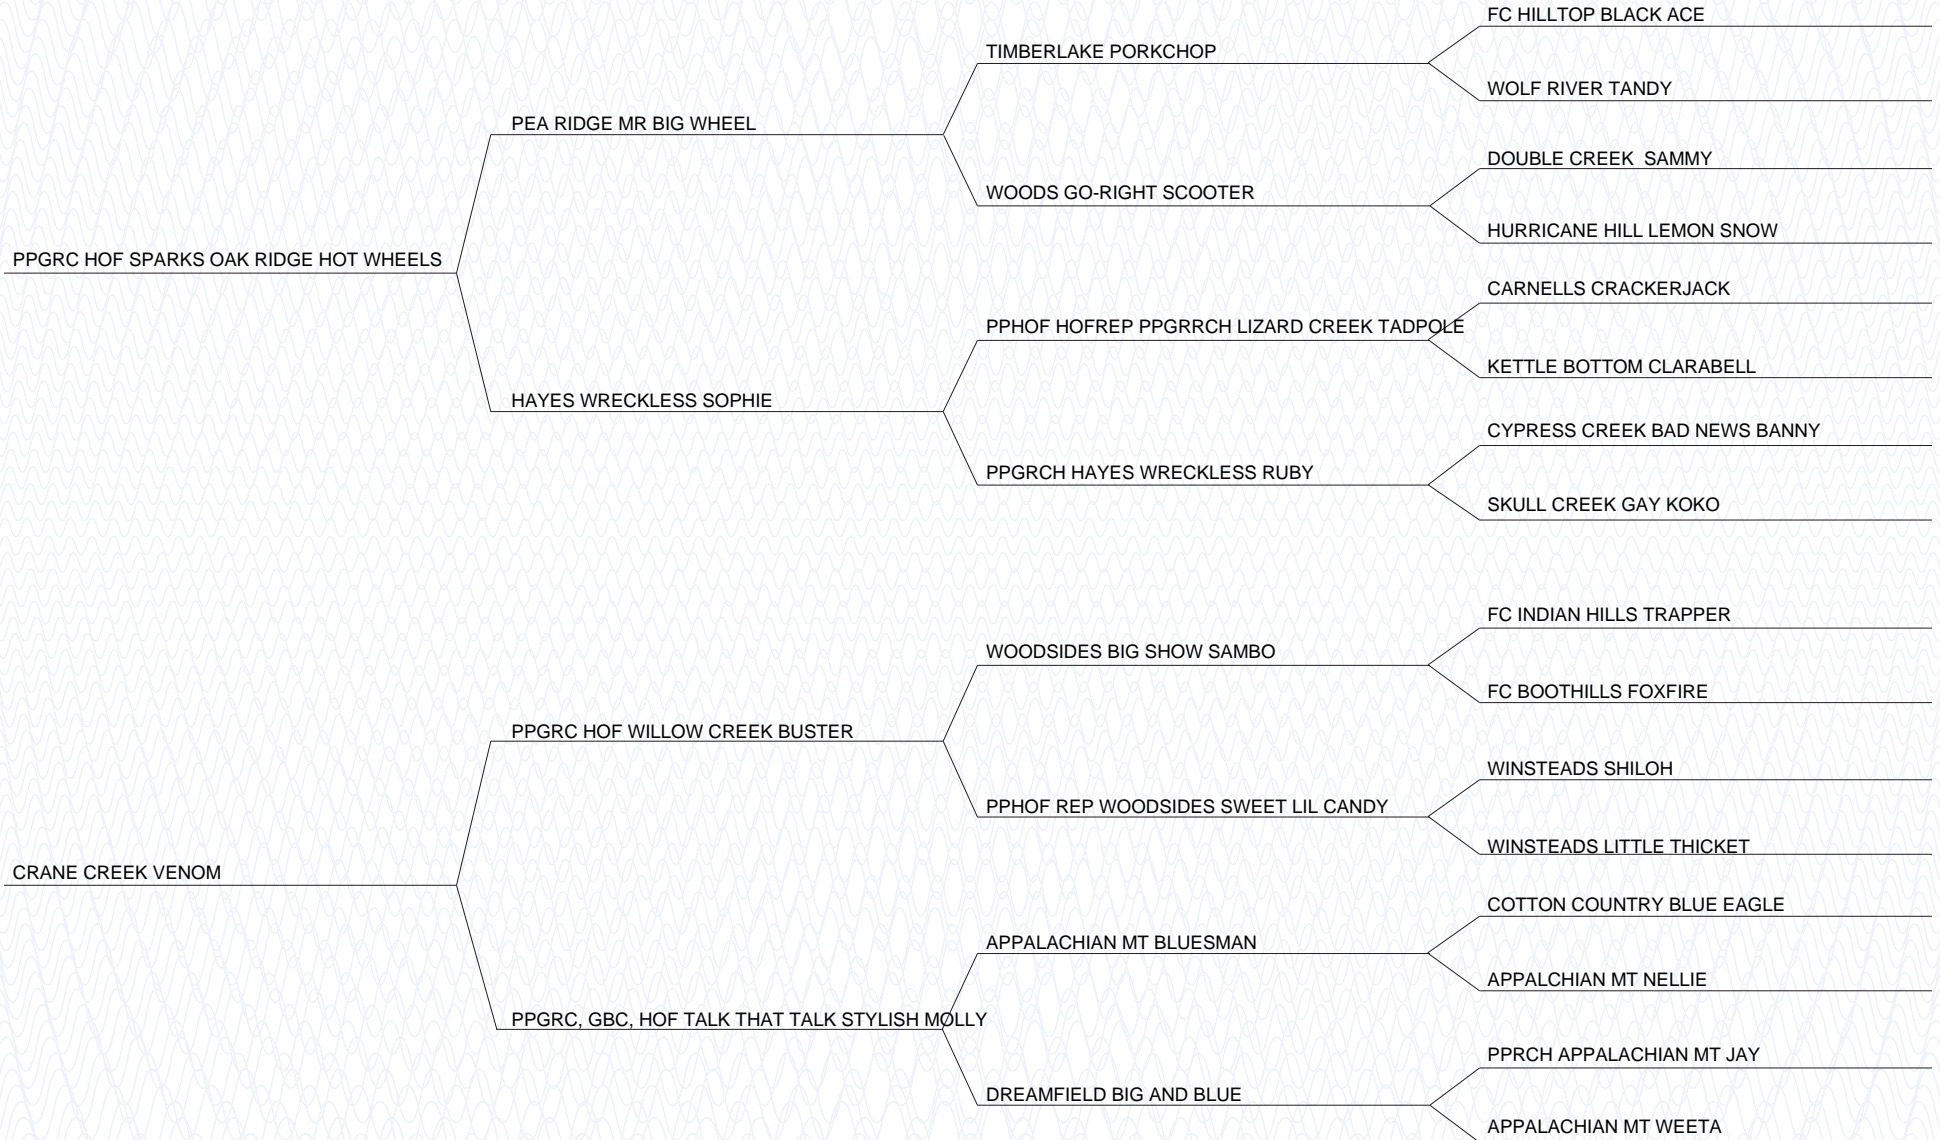 FC HILLTOP BLACK ACE
TIMBERLAKE PORKCHOP
WOLF RIVER TANDY
PEA RIDGE MR BIG WHEEL
DOUBLE CREEK  SAMMY
WOODS GO-RIGHT SCOOTER
HURRICANE HILL LEMON SNOW
PPGRC HOF SPARKS OAK RIDGE HOT WHEELS
CARNELLS CRACKERJACK
PPHOF HOFREP PPGRRCH LIZARD CREEK TADPOLE
KETTLE BOTTOM CLARABELL
HAYES WRECKLESS SOPHIE
CYPRESS CREEK BAD NEWS BANNY
PPGRCH HAYES WRECKLESS RUBY
SKULL CREEK GAY KOKO
FC INDIAN HILLS TRAPPER
WOODSIDES BIG SHOW SAMBO
FC BOOTHILLS FOXFIRE
PPGRC HOF WILLOW CREEK BUSTER
WINSTEADS SHILOH
PPHOF REP WOODSIDES SWEET LIL CANDY
WINSTEADS LITTLE THICKET
CRANE CREEK VENOM
COTTON COUNTRY BLUE EAGLE
APPALACHIAN MT BLUESMAN
APPALCHIAN MT NELLIE
PPGRC, GBC, HOF TALK THAT TALK STYLISH MOLLY
PPRCH APPALACHIAN MT JAY
DREAMFIELD BIG AND BLUE
APPALACHIAN MT WEETA